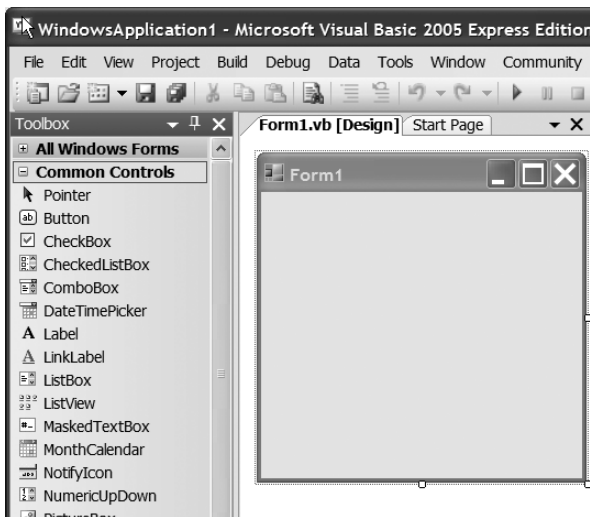 WindowsApplication1 - Microsoft Visual Basic 2005 Express Edition
File Edit View Project Build Debug Data Tools Window Community
Toolbox
Form1.vb [Design] Start Page
All Windows Forms
Common Controls
Form1
Pointer
Button
CheckBox
CheckedListBox
ComboBox
DateTimePicker
Label
LinkLabel
ListBox
ListView
MaskedTextBox
MonthCalendar
NotifyIcon
NumericUpDown
PictureBox